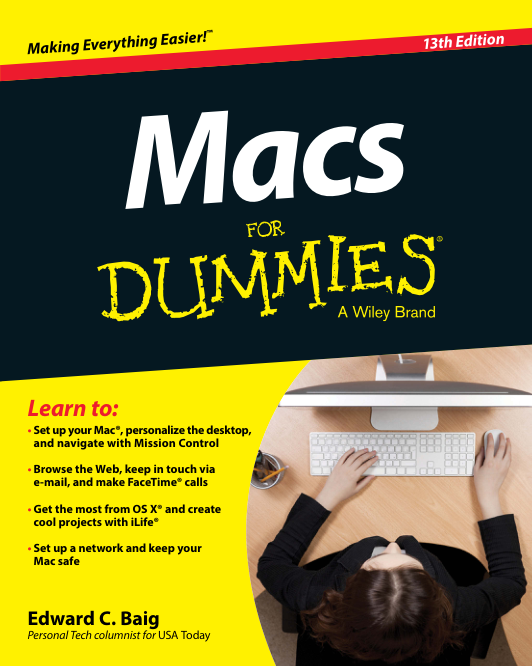 Making Everything Easier!™
13th Edition
Macs
FOR
DUMMIES®
A Wiley Brand
Learn to:
• Set up your Mac®, personalize the desktop,
and navigate with Mission Control
• Browse the Web, keep in touch via
e-mail, and make FaceTime® calls
• Get the most from OS X® and create
cool projects with iLife®
• Set up a network and keep your
Mac safe
Edward C. Baig
Personal Tech columnist for USA Today